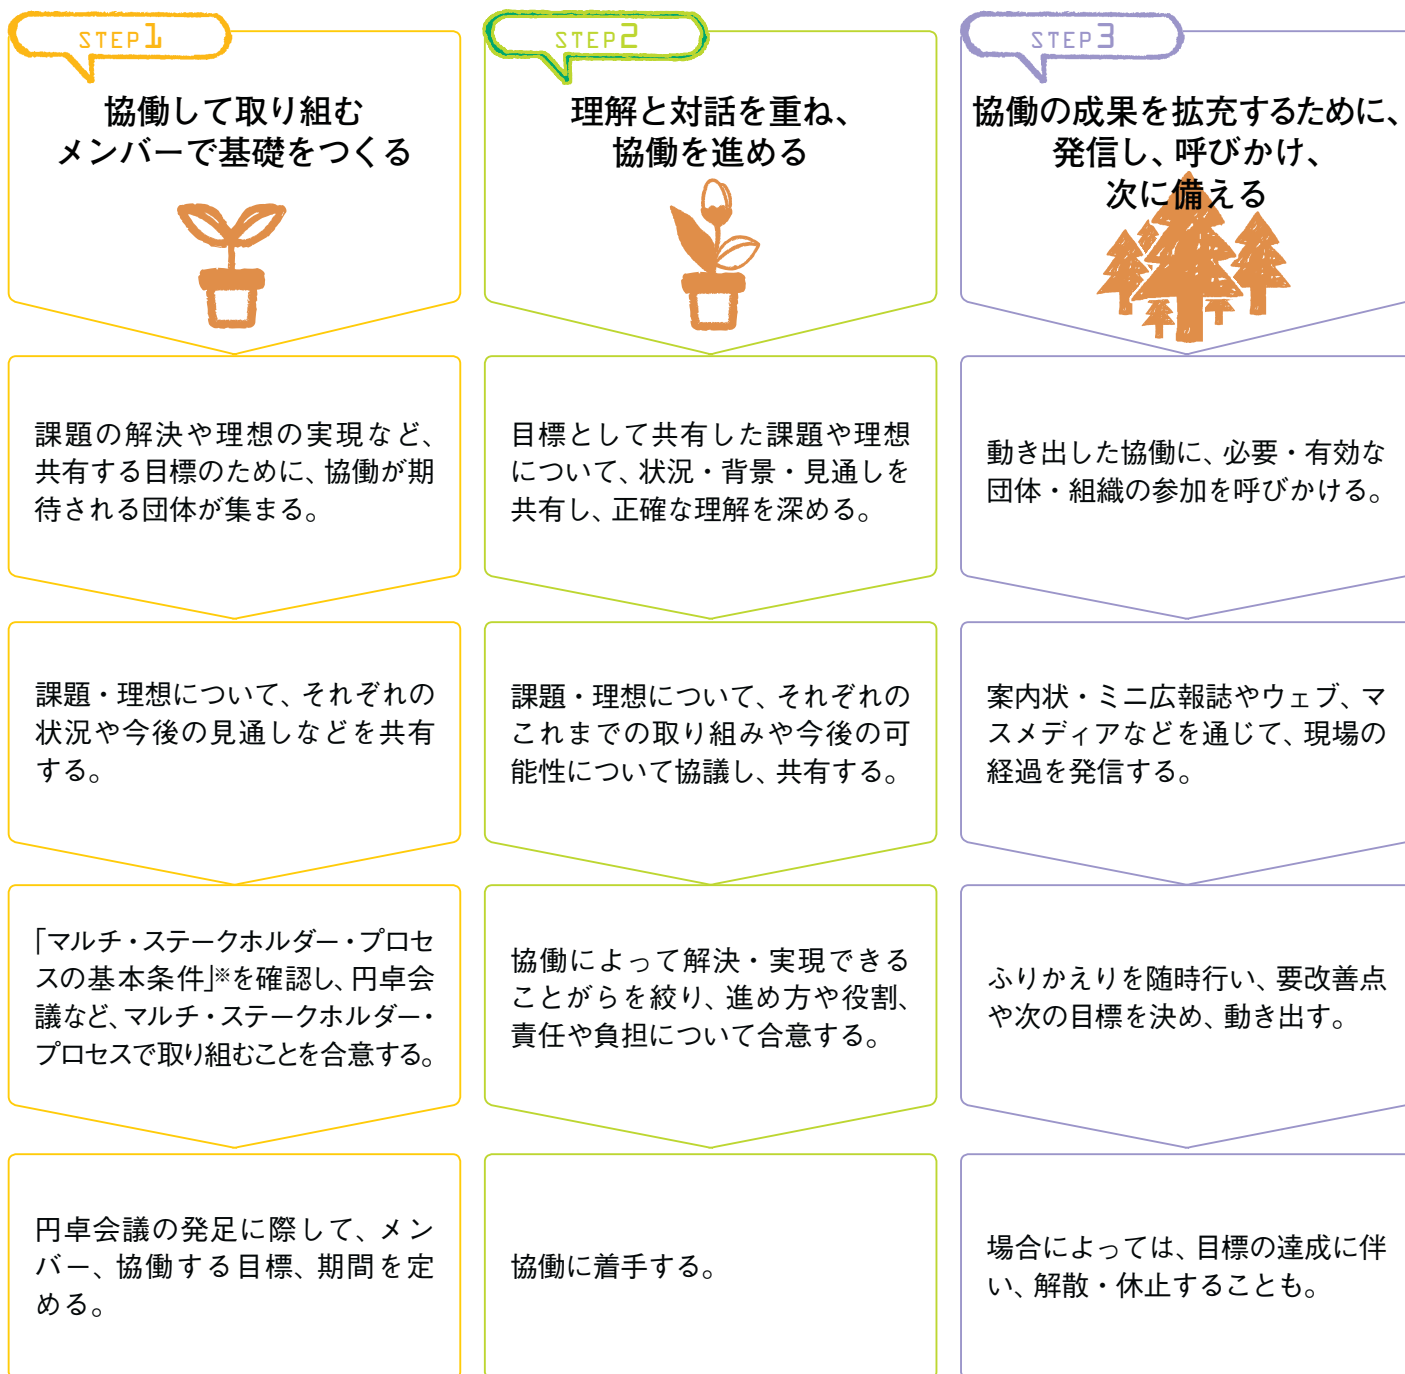 STEP1
協働して取り組む
メンバーで基礎をつくる
課題の解決や理想の実現など、
共有する目標のために、協働が期
待される団体が集まる。
課題・理想について、それぞれの
状況や今後の見通しなどを共有
する。
「マルチ・ステークホルダー・プロセ
スの基本条件」※を確認し、円卓会
議など、マルチ・ステークホルダー・
プロセスで取り組むことを合意する。
円卓会議の発足に際して、メン
バー、協働する目標、期間を定
める。
STEP2
理解と対話を重ね、
協働を進める
目標として共有した課題や理想
について、状況・背景・見通しを
共有し、正確な理解を深める。
課題・理想について、それぞれの
これまでの取り組みや今後の可
能性について協議し、共有する。
協働によって解決・実現できる
ことがらを絞り、進め方や役割、
責任や負担について合意する。
協働に着手する。
STEP3
協働の成果を拡充するために、
発信し、呼びかけ、
次に備える
動き出した協働に、必要・有効な
団体・組織の参加を呼びかける。
案内状・ミニ広報誌やウェブ、マ
スメディアなどを通じて、現場の
経過を発信する。
ふりかえりを随時行い、要改善点
や次の目標を決め、動き出す。
場合によっては、目標の達成に伴
い、解散・休止することも。